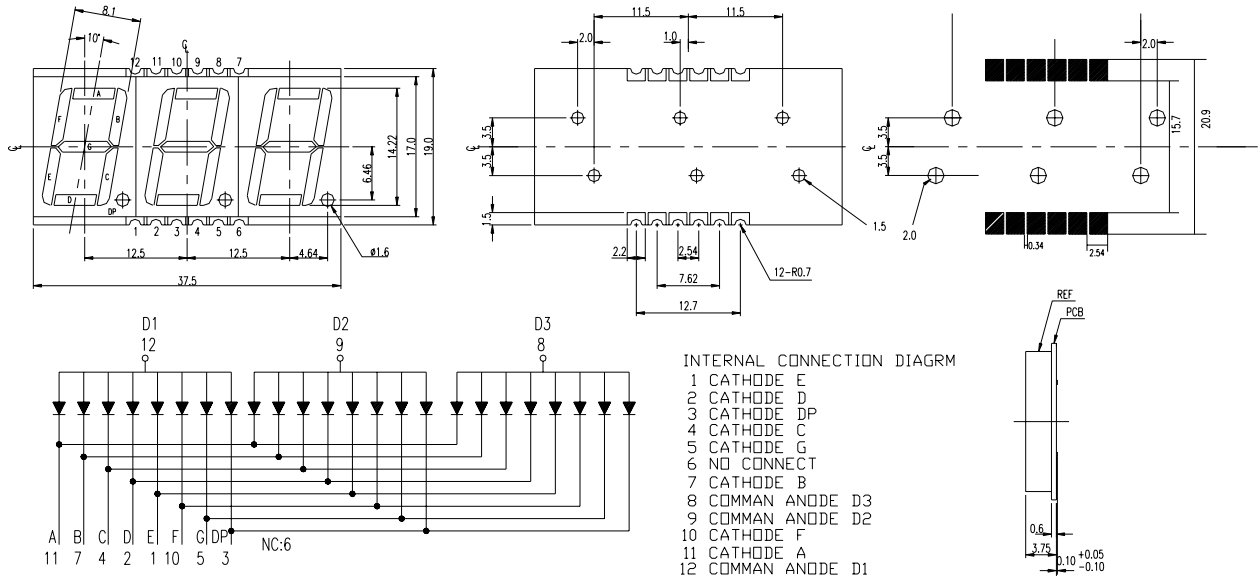 8.1
10°
℄
12 11 10 9 8 7
A
F
B
G
E
C
D
DP
1 2 3 4 5 6
℄
6.46
14.22
17.0
19.0
12.5
12.5
4.64
ø1.6
37.5
11.5
11.5
2.0
1.0
3.5
℄
3.5
1.5
2.2
2.54
7.62
12.7
12-R0.7
1.5
2.0
3.5
℄
3.5
15.7
20.9
2.0
0.34
2.54
D1
12
D2
9
D3
8
A B C D E F G DP
11 7 4 2 1 10 5 3
NC:6
INTERNAL CONNECTION DIAGRM
1 CATHODE E
2 CATHODE D
3 CATHODE DP
4 CATHODE C
5 CATHODE G
6 NO CONNECT
7 CATHODE B
8 COMMAN ANODE D3
9 COMMAN ANODE D2
10 CATHODE F
11 CATHODE A
12 COMMAN ANODE D1
REF
PCB
0.6
3.75
0.10 +0.05
-0.10